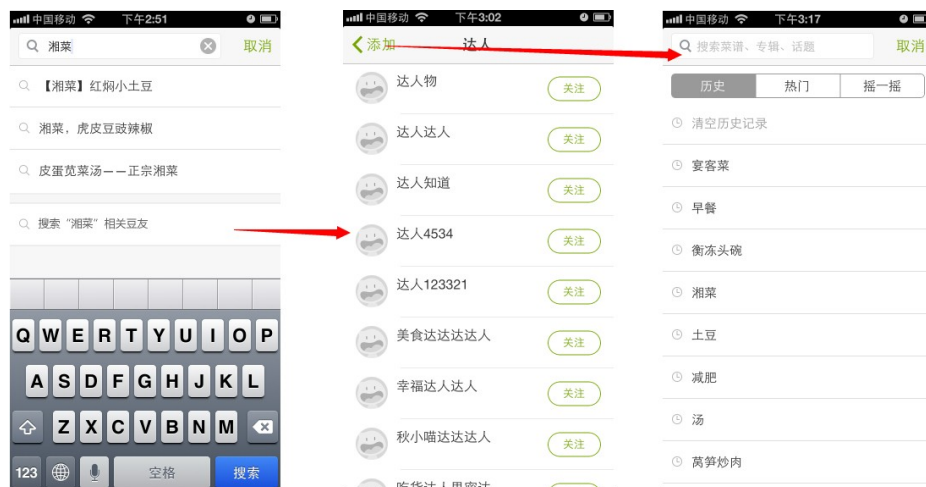 中国移动 下午2:51
湘菜 取消
【湘菜】红焖小土豆
湘菜，虎皮豆豉辣椒
皮蛋苋菜汤——正宗湘菜
搜索“湘菜”相关豆友
Q W E R T Y U I O P
A S D F G H J K L
Z X C V B N M
123 空格 搜索
中国移动 下午3:02
添加 达人
达人物 关注
达人达人 关注
达人知道 关注
达人4534 关注
达人123321 关注
美食达达达达人 关注
幸福达人达人 关注
秋小喵达达达人 关注
中国移动 下午3:17
搜索菜谱、专辑、话题 取消
历史 热门 摇一摇
清空历史记录
宴客菜
早餐
衡冻头碗
湘菜
土豆
减肥
汤
莴笋炒肉